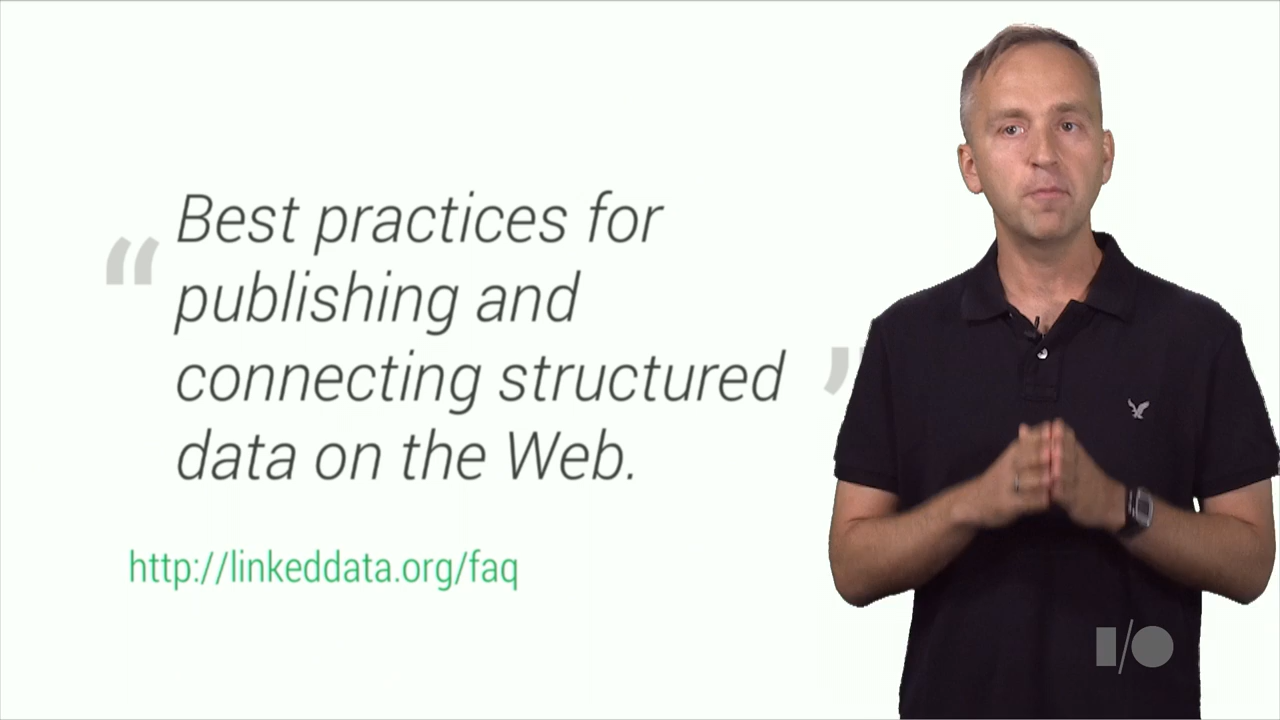 “ Best practices for
publishing and
connecting structured ”
data on the Web.
http://linkeddata.org/faq
I/O